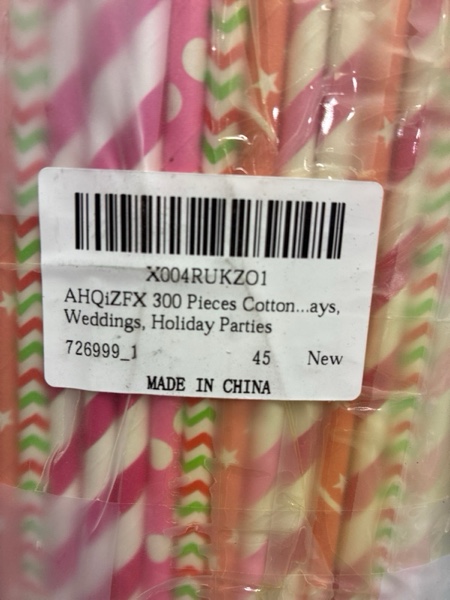 X004RUKZO1
AHQiZFX 300 Pieces Cotton...ays,
Weddings, Holiday Parties
726999_1 45 New
MADE IN CHINA